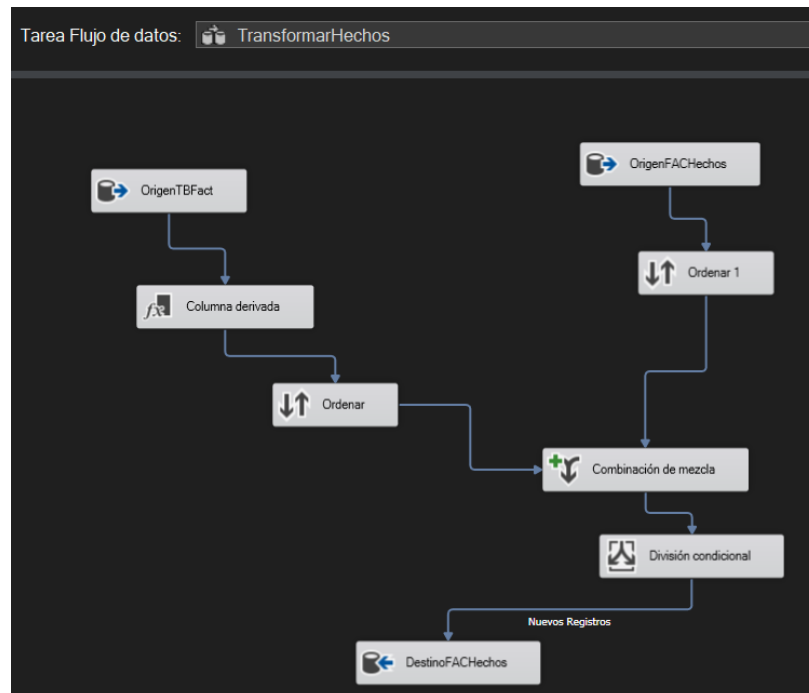 Tarea Flujo de datos: TransformarHechos
OrigenFACHechos
OrigenTBFact
Ordenar 1
fx Columna derivada
Ordenar
Combinación de mezcla
División condicional
Nuevos Registros
DestinoFACHechos